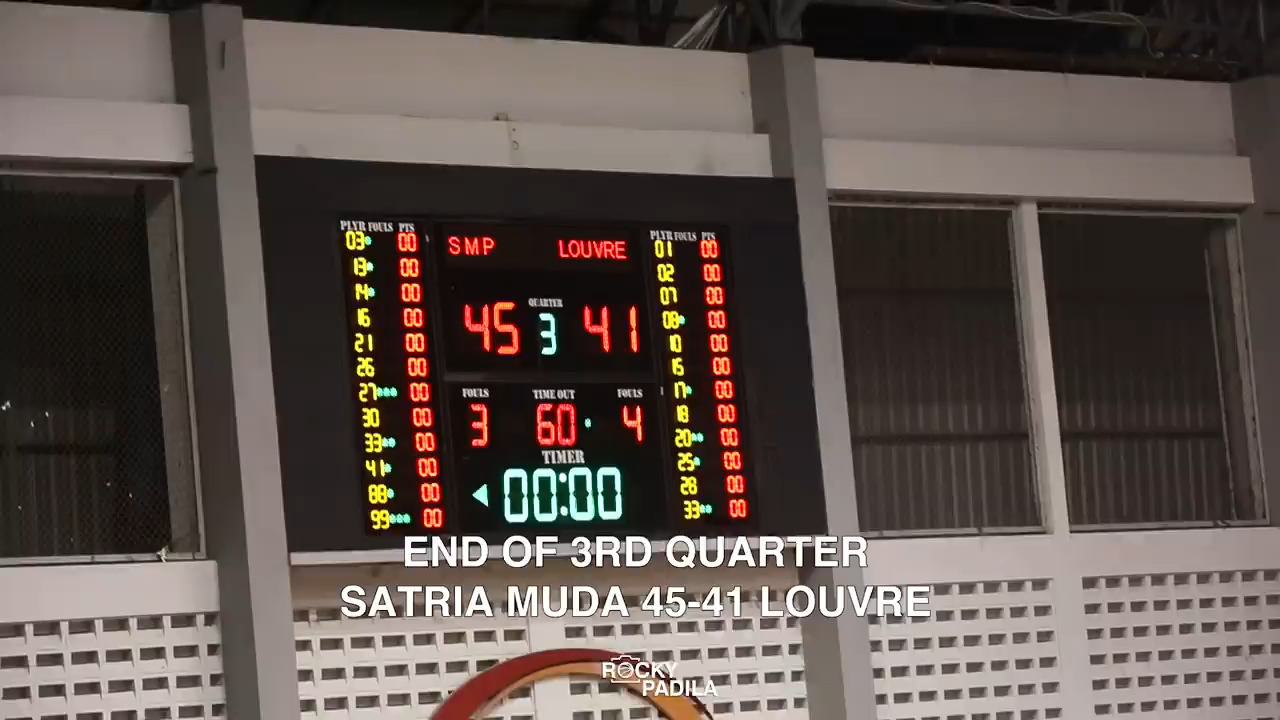 PLYR FOULS PTS
03 00
13 00
14 00
16 00
21 00
26 00
27 00
30 00
33 00
41 00
88 00
99 00
SMP LOUVRE
QUARTER
45 3 41
FOULS TIME OUT FOULS
3 60 4
TIMER
00:00
PLYR FOULS PTS
01 00
02 00
07 00
08 00
10 00
15 00
17 00
18 00
20 00
25 00
28 00
33 00
END OF 3RD QUARTER
SATRIA MUDA 45-41 LOUVRE
ROCKY
PADILA